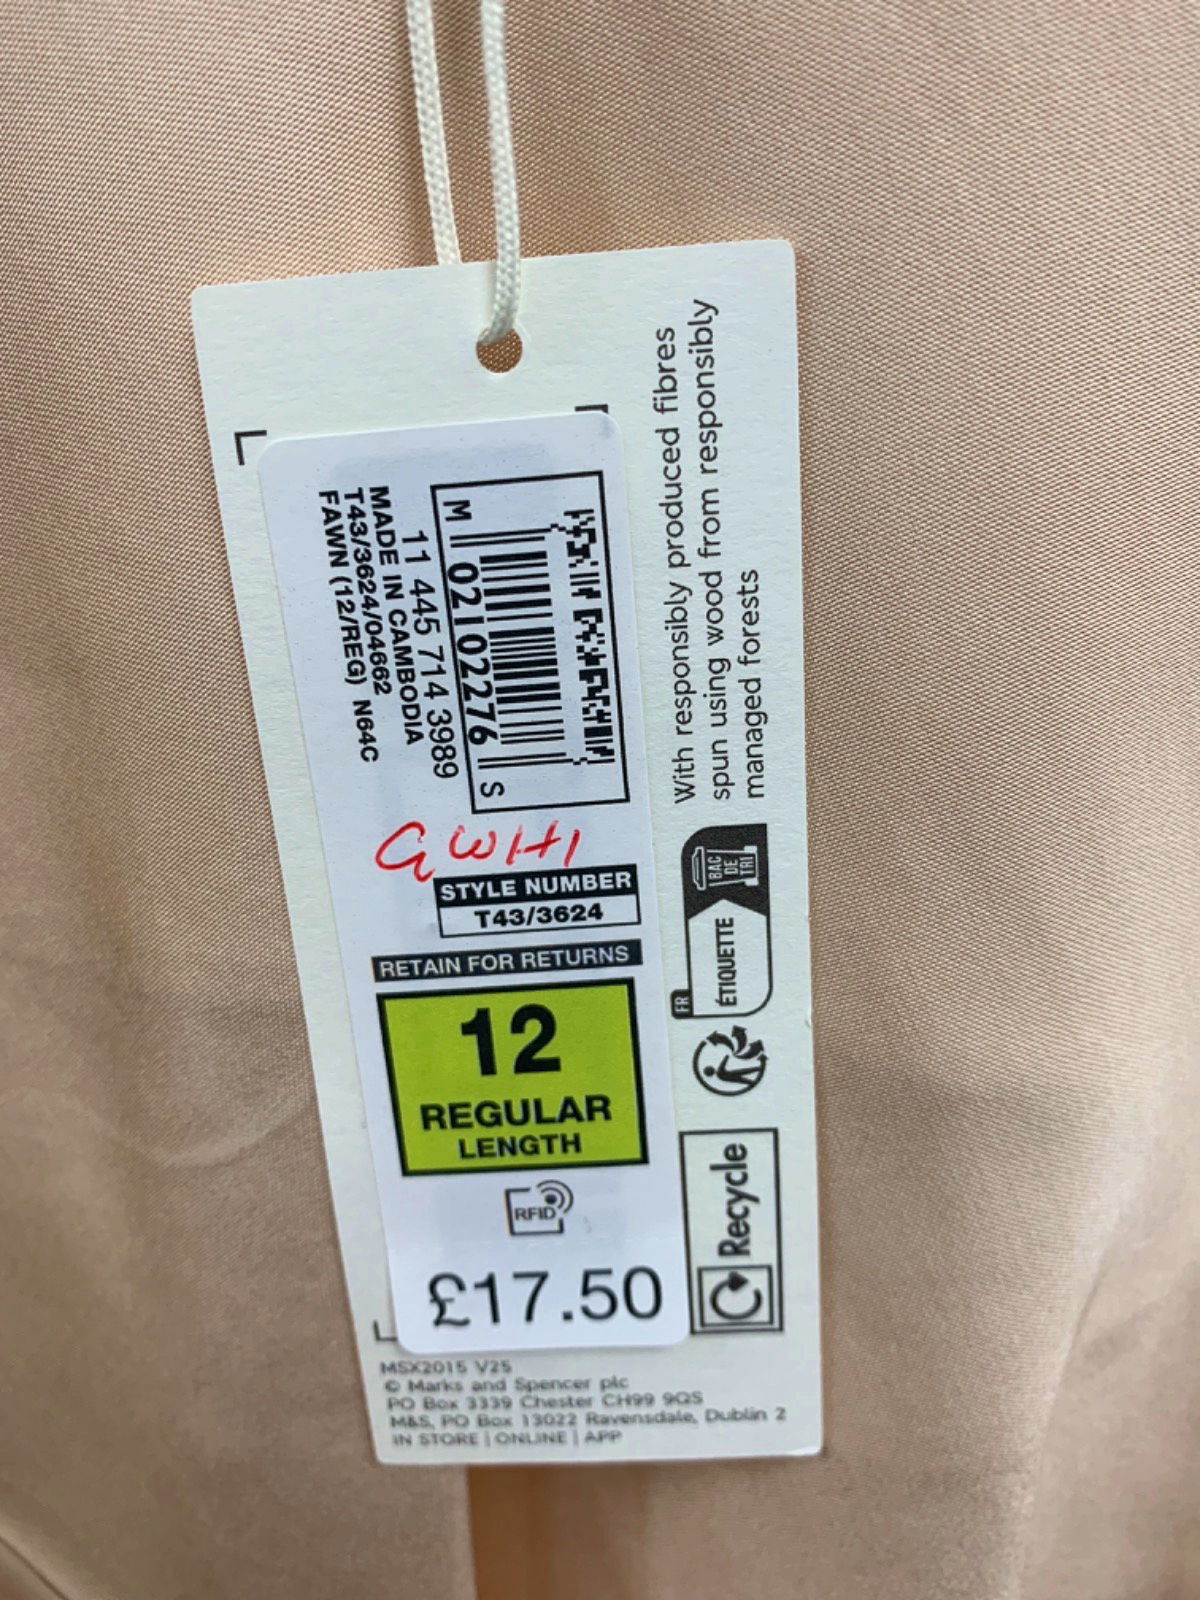 M 02102276 S
11 445 714 3989
MADE IN CAMBODIA
T43/3624/04662
FAWN (12/REG) N64C
GWH1
STYLE NUMBER
T43/3624
RETAIN FOR RETURNS
12
REGULAR
LENGTH
RFID
£17.50
With responsibly produced fibres
spun using wood from responsibly
managed forests
FR
ÉTIQUETTE
BAC
DE
TRI
Recycle
MSX2015 V25
© Marks and Spencer plc
PO Box 3339 Chester CH99 9QS
M&S, PO Box 13022 Ravensdale, Dublin 2
IN STORE | ONLINE | APP